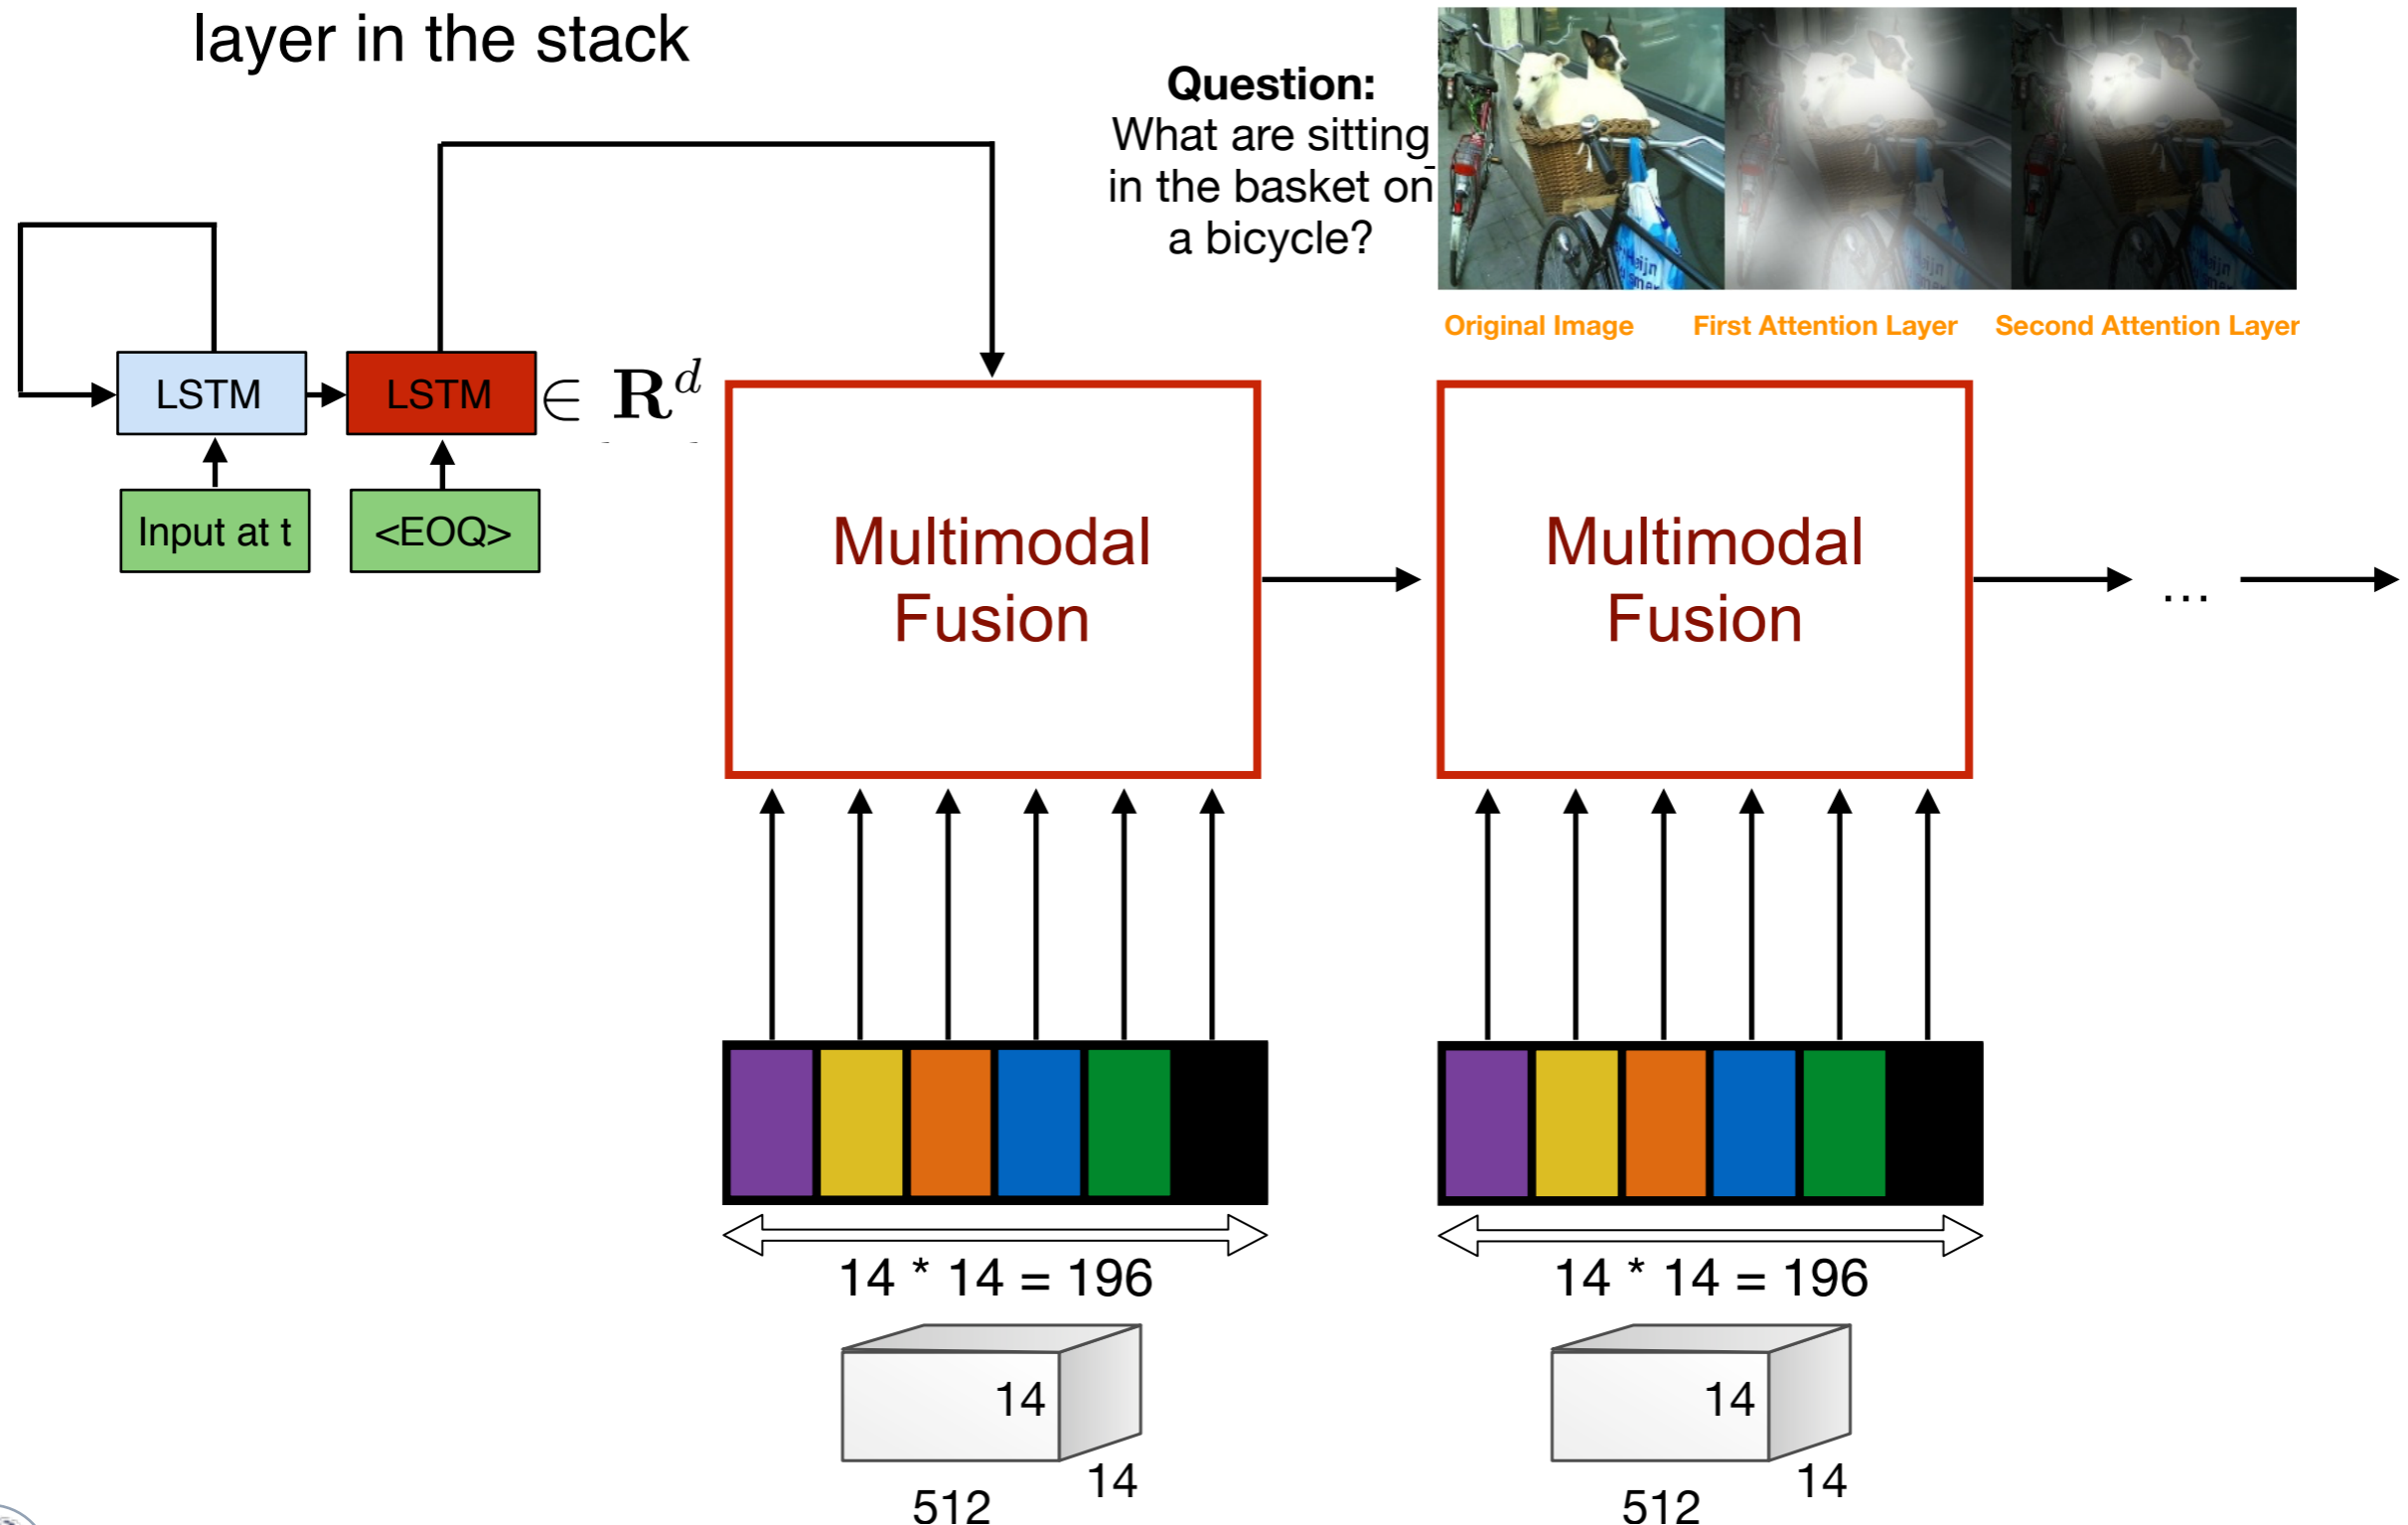 layer in the stack
Question:
What are sitting
in the basket on
a bicycle?
Original Image
First Attention Layer
Second Attention Layer
LSTM
LSTM
∈ R^d
Input at t
<EOQ>
Multimodal
Fusion
Multimodal
Fusion
...
14 * 14 = 196
14 * 14 = 196
14
14
512
14
14
512